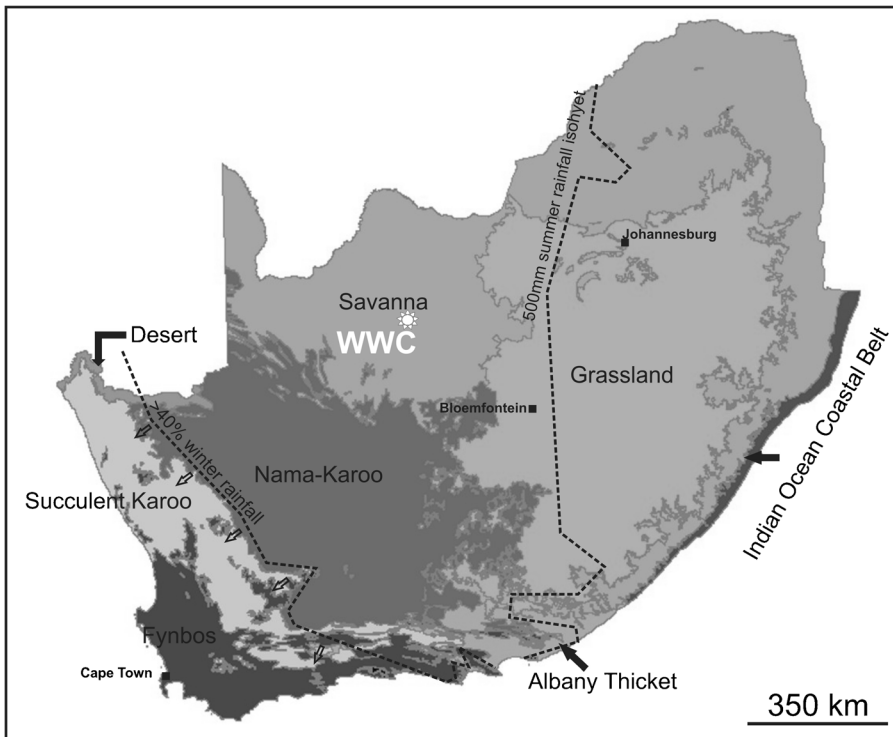 500mm summer rainfall isohyet
Johannesburg
Savanna
WWC
Desert
Grassland
Bloemfontein
>40% winter rainfall
Nama-Karoo
Indian Ocean Coastal Belt
Succulent Karoo
Fynbos
Cape Town
Albany Thicket
350 km